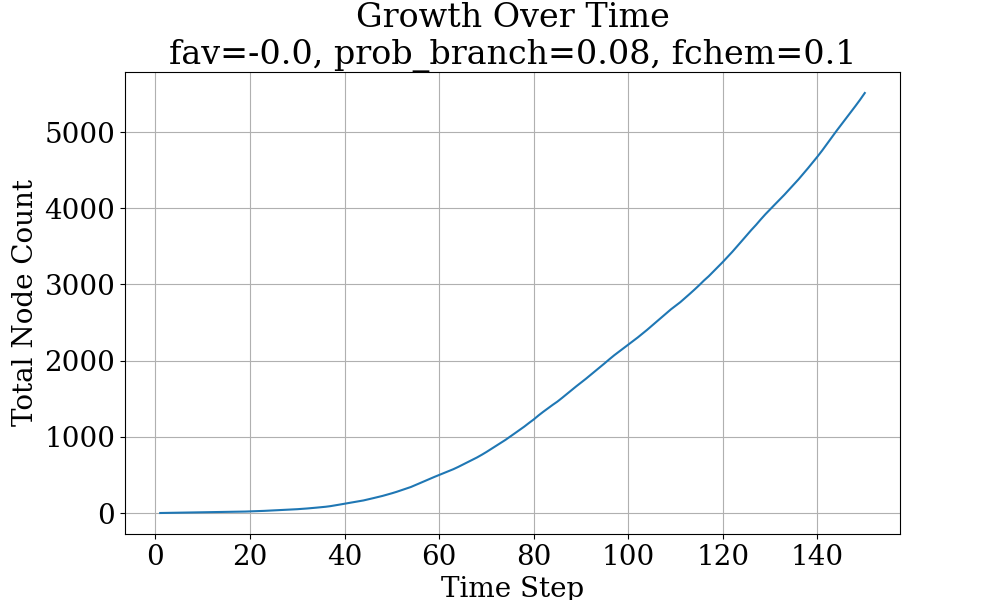 Growth Over Time
fav=-0.0, prob_branch=0.08, fchem=0.1
Total Node Count
5000
4000
3000
2000
1000
0
0 20 40 60 80 100 120 140
Time Step